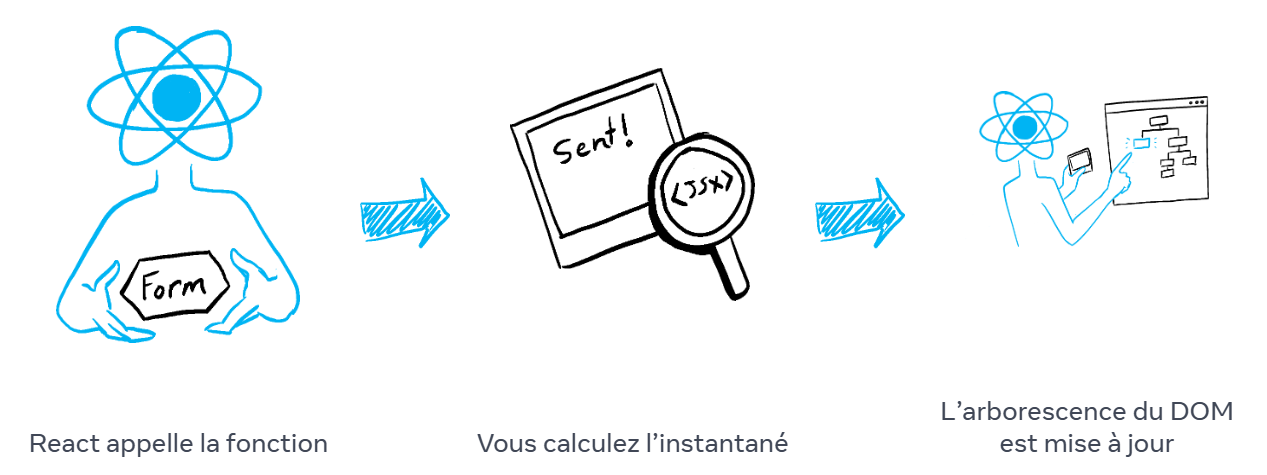 Form
Sent!
<JSX>
React appelle la fonction
Vous calculez l’instantané
L’arborescence du DOM
est mise à jour